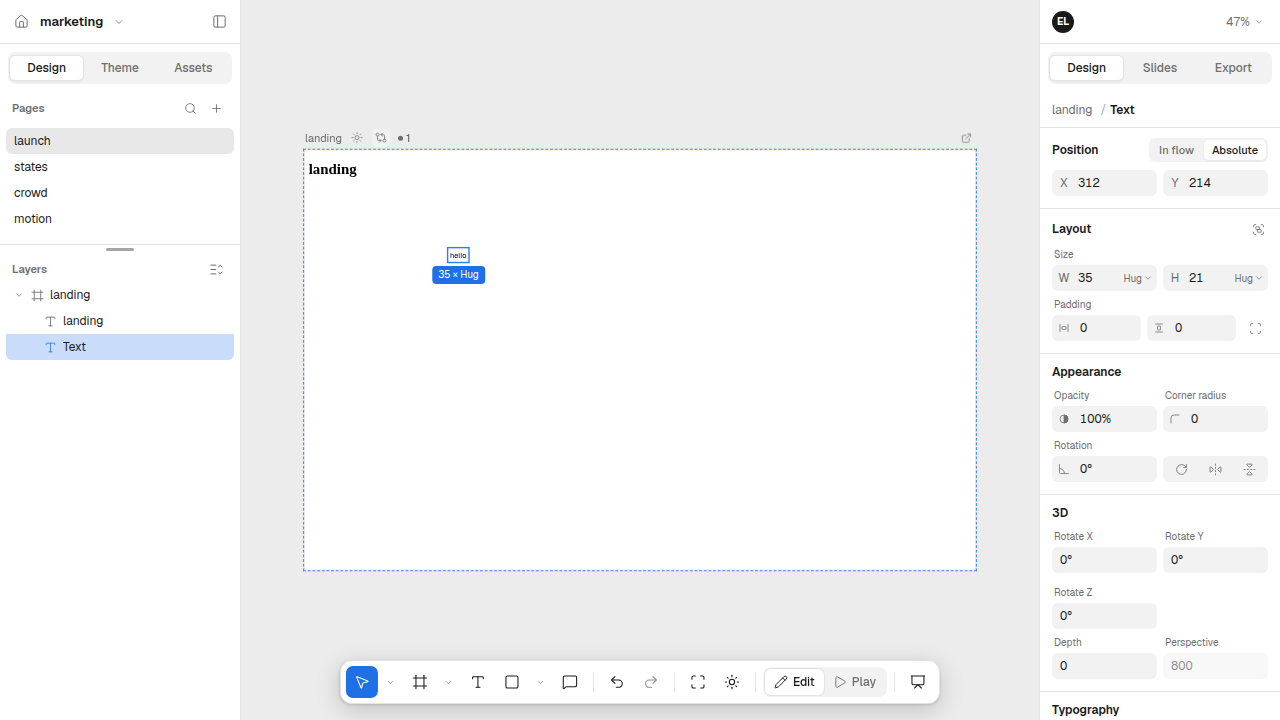 marketing
Design Theme Assets
Pages
launch
states
crowd
motion
Layers
landing
landing
Text
landing 1
landing
hello
35 × Hug
Edit Play
EL 47%
Design Slides Export
landing / Text
Position In flow Absolute
X 312 Y 214
Layout
Size
W 35 Hug H 21 Hug
Padding
0 0
Appearance
Opacity Corner radius
100% 0
Rotation
0°
3D
Rotate X Rotate Y
0° 0°
Rotate Z
0°
Depth Perspective
0 800
Typography